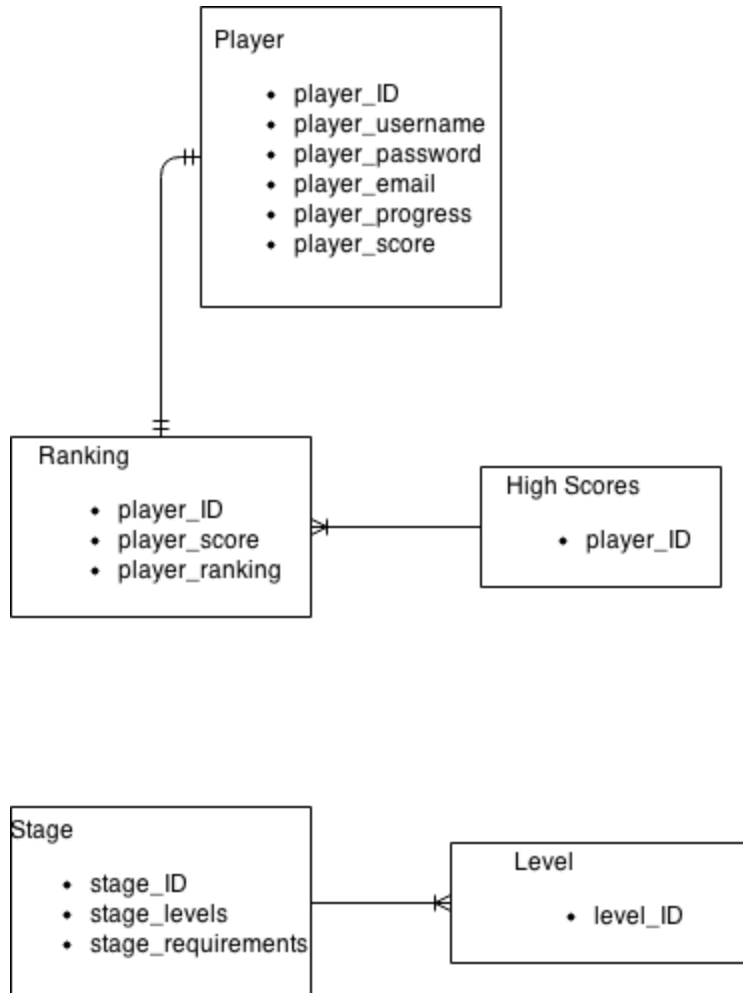 Player
player_ID
player_username
player_password
player_email
player_progress
player_score
Ranking
player_ID
player_score
player_ranking
High Scores
player_ID
Stage
stage_ID
stage_levels
stage_requirements
Level
level_ID